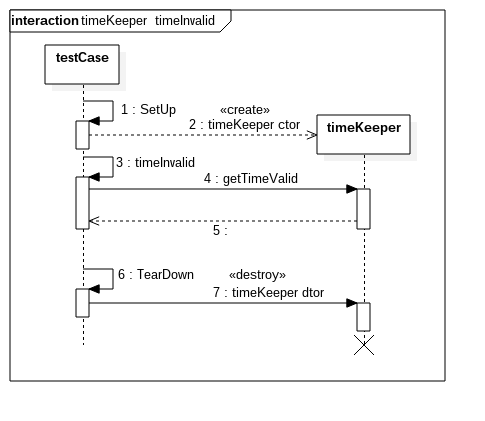 interaction timeKeeper timeInvalid
testCase
1 : SetUp
«create»
2 : timeKeeper ctor
timeKeeper
3 : timeInvalid
4 : getTimeValid
5 :
6 : TearDown
«destroy»
7 : timeKeeper dtor